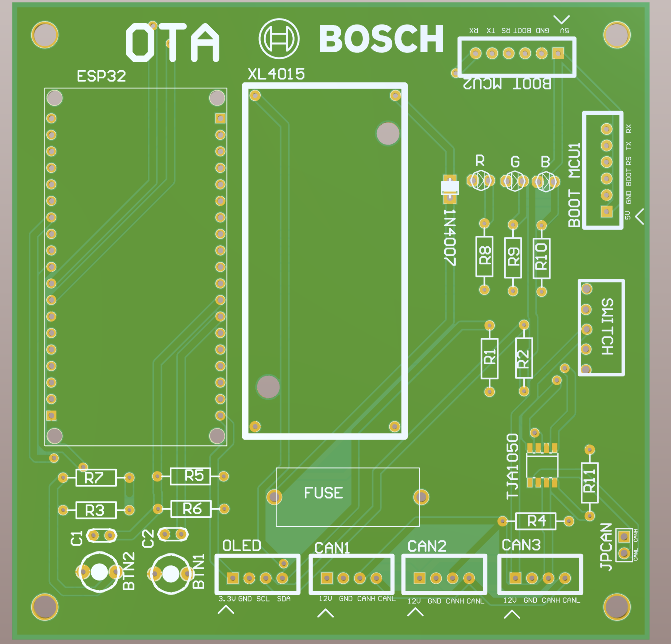 OTA
BOSCH
ESP32
XL4015
RX TX RS BOOT GND 5V
BOOT MCU2
BOOT MCU1
RX
TX
RS
BOOT
GND
5V
R
G
B
1N4007
R8
R9
R10
SWITCH
R1
R2
TJA1050
R11
R7
R5
R3
R6
FUSE
R4
C1
C2
BTN2
BTN1
OLED
CAN1
CAN2
CAN3
JPCAN
CANH
CANL
3.3V GND SCL SDA
12V GND CANH CANL
12V GND CANH CANL
12V GND CANH CANL